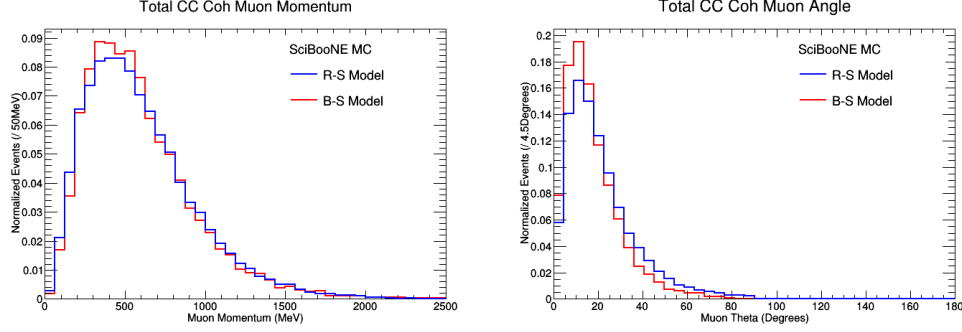 Total CC Coh Muon Momentum
Normalized Events (/ 50MeV)
0.09
0.08
0.07
0.06
0.05
0.04
0.03
0.02
0.01
0
SciBooNE MC
R-S Model
B-S Model
0 500 1000 1500 2000 2500
Muon Momentum (MeV)
Total CC Coh Muon Angle
Normalized Events (/ 4.5Degrees)
0.2
0.18
0.16
0.14
0.12
0.1
0.08
0.06
0.04
0.02
0
SciBooNE MC
R-S Model
B-S Model
0 20 40 60 80 100 120 140 160 180
Muon Theta (Degrees)